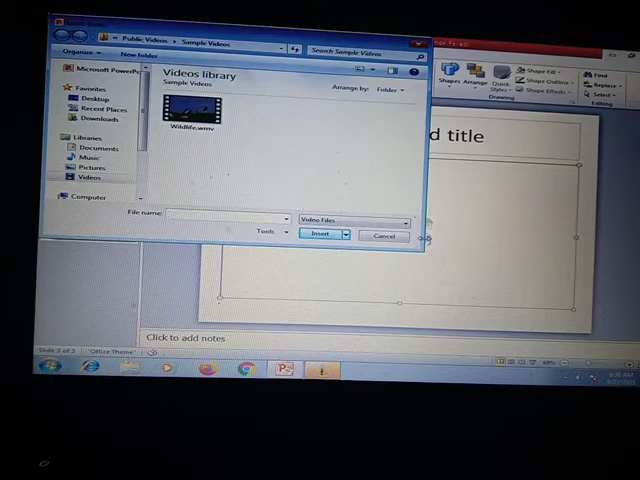 Public Videos
Sample Videos
Search Sample Videos
Organize
New folder
Videos library
Sample Videos
Arrange by:
Folder
Microsoft PowerPo
Favorites
Desktop
Recent Places
Downloads
Libraries
Documents
Music
Pictures
Videos
Computer
Wildlife.wmv
File name:
Video Files
Tools
Insert
Cancel
Shapes
Arrange
Quick
Styles
Shape Fill
Shape Outline
Shape Effects
Drawing
Find
Replace
Select
Editing
d title
Click to add notes
Slide 3 of 3
"Office Theme"
69%